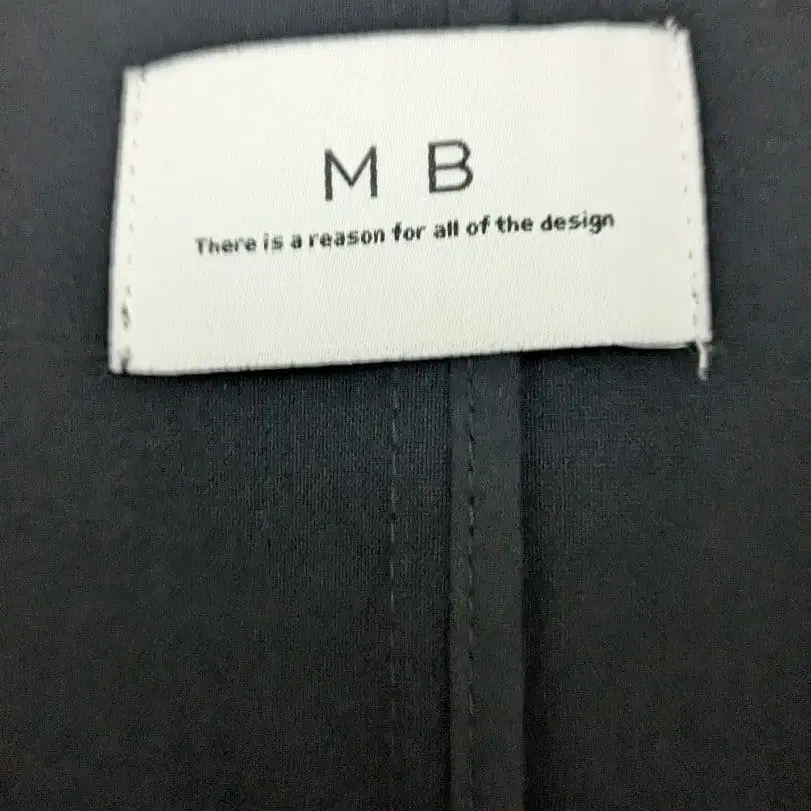 M B
There is a reason for all of the design